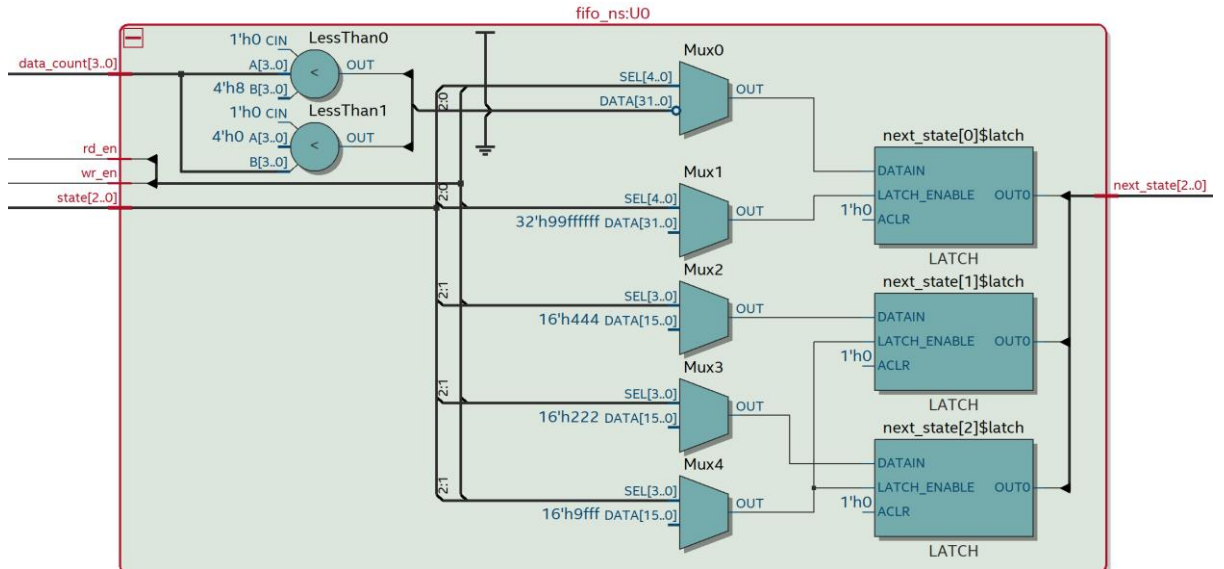 fifo_ns:U0
LessThan0
1'h0 CIN
data_count[3..0]
A[3..0]
OUT
4'h8 B[3..0]
LessThan1
1'h0 CIN
4'h0 A[3..0]
OUT
B[3..0]
rd_en
wr_en
state[2..0]
2:0
Mux0
SEL[4..0]
DATA[31..0]
OUT
2:0
Mux1
SEL[4..0]
32'h99ffffff DATA[31..0]
OUT
2:1
Mux2
SEL[3..0]
16'h444 DATA[15..0]
OUT
2:1
Mux3
SEL[3..0]
16'h222 DATA[15..0]
OUT
2:1
Mux4
SEL[3..0]
16'h9fff DATA[15..0]
OUT
next_state[0]$latch
DATAIN
LATCH_ENABLE OUT0
1'h0 ACLR
LATCH
next_state[1]$latch
DATAIN
LATCH_ENABLE OUT0
1'h0 ACLR
LATCH
next_state[2]$latch
DATAIN
LATCH_ENABLE OUT0
1'h0 ACLR
LATCH
next_state[2..0]